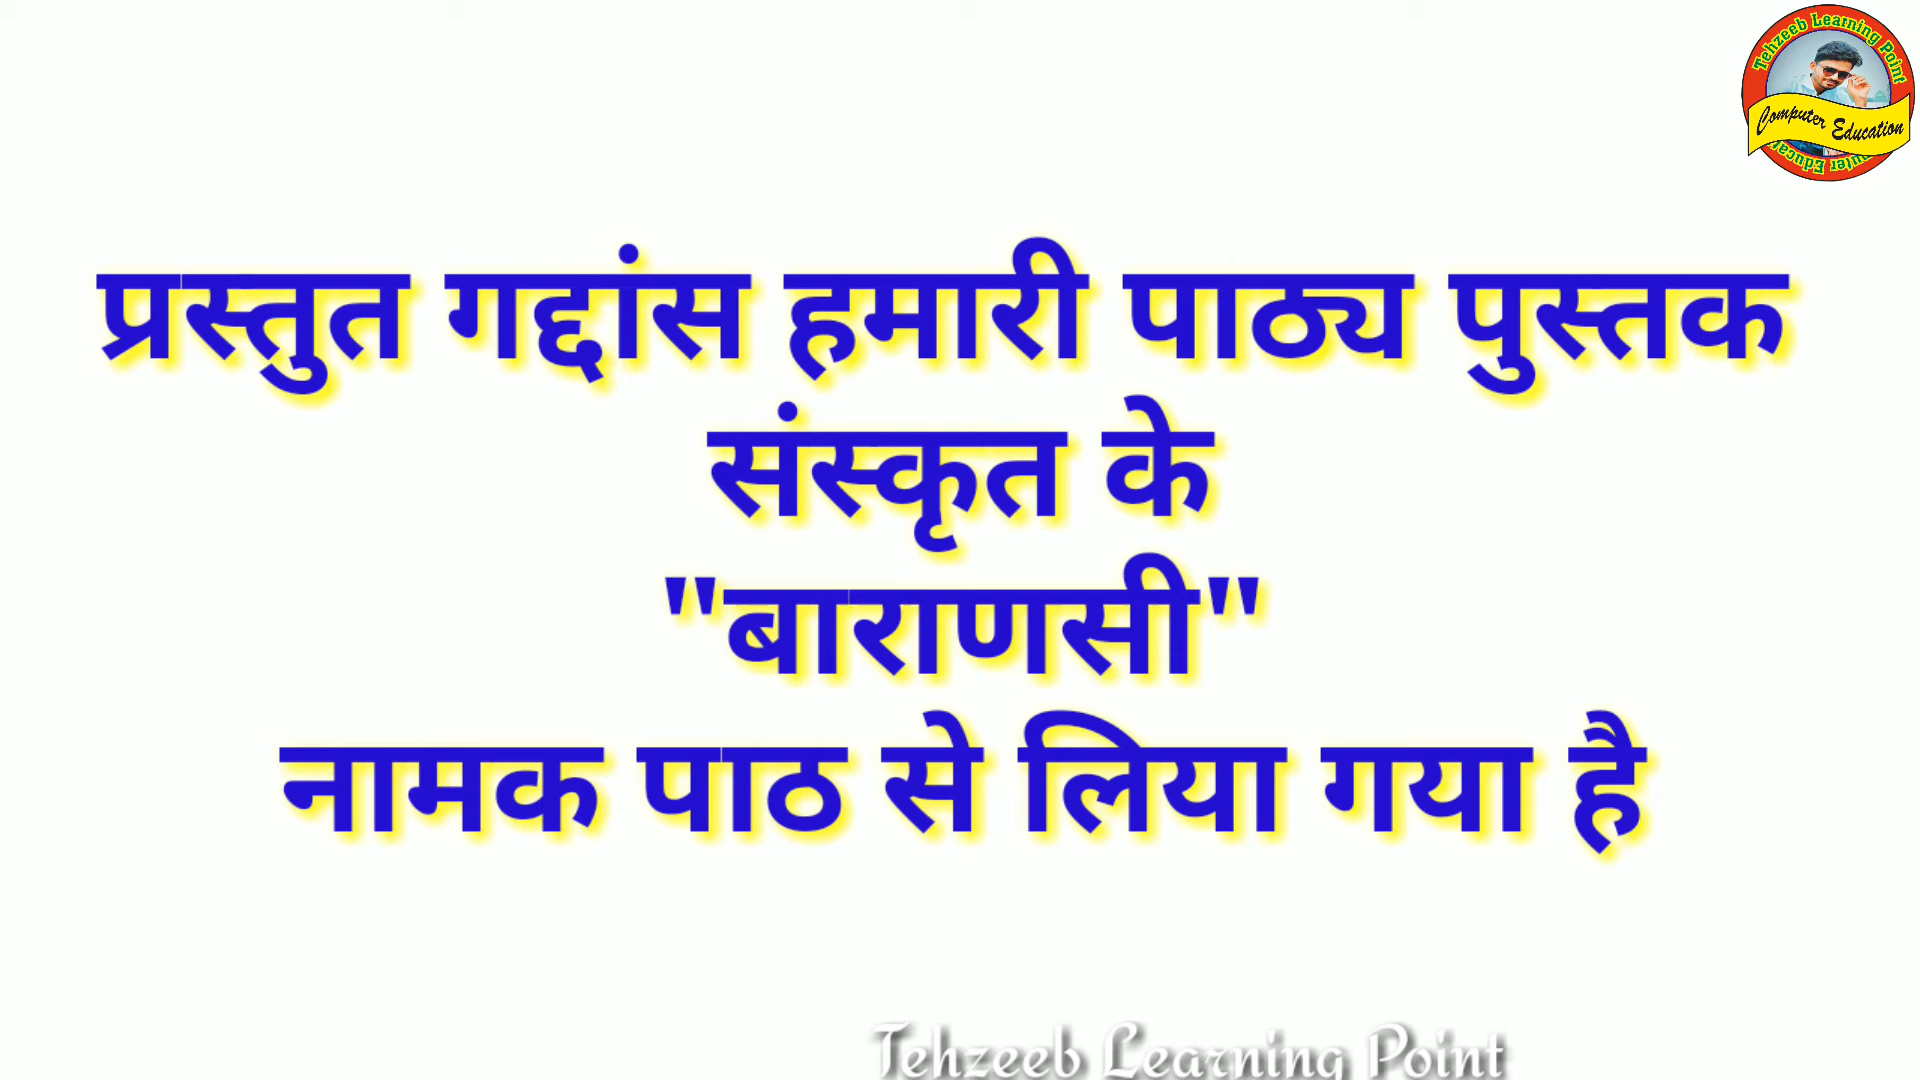 Tehzeeb Learning Point
Computer Education
प्रस्तुत गद्दांस हमारी पाठ्य पुस्तक
संस्कृत के
"बाराणसी"
नामक पाठ से लिया गया है
Tehzeeb Learning Point